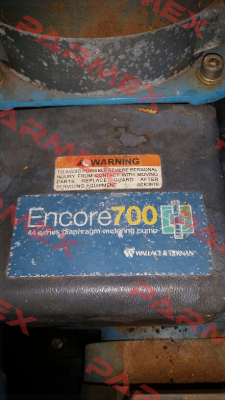 WARNING
TO AVOID POSSIBLE SEVERE PERSONAL
INJURY FROM CONTACT WITH MOVING
PARTS REPLACE GUARD AFTER
SERVICING EQUIPMENT
Encore700
44 series diaphragm metering pump
WALLACE & TIERNAN
PARMEX